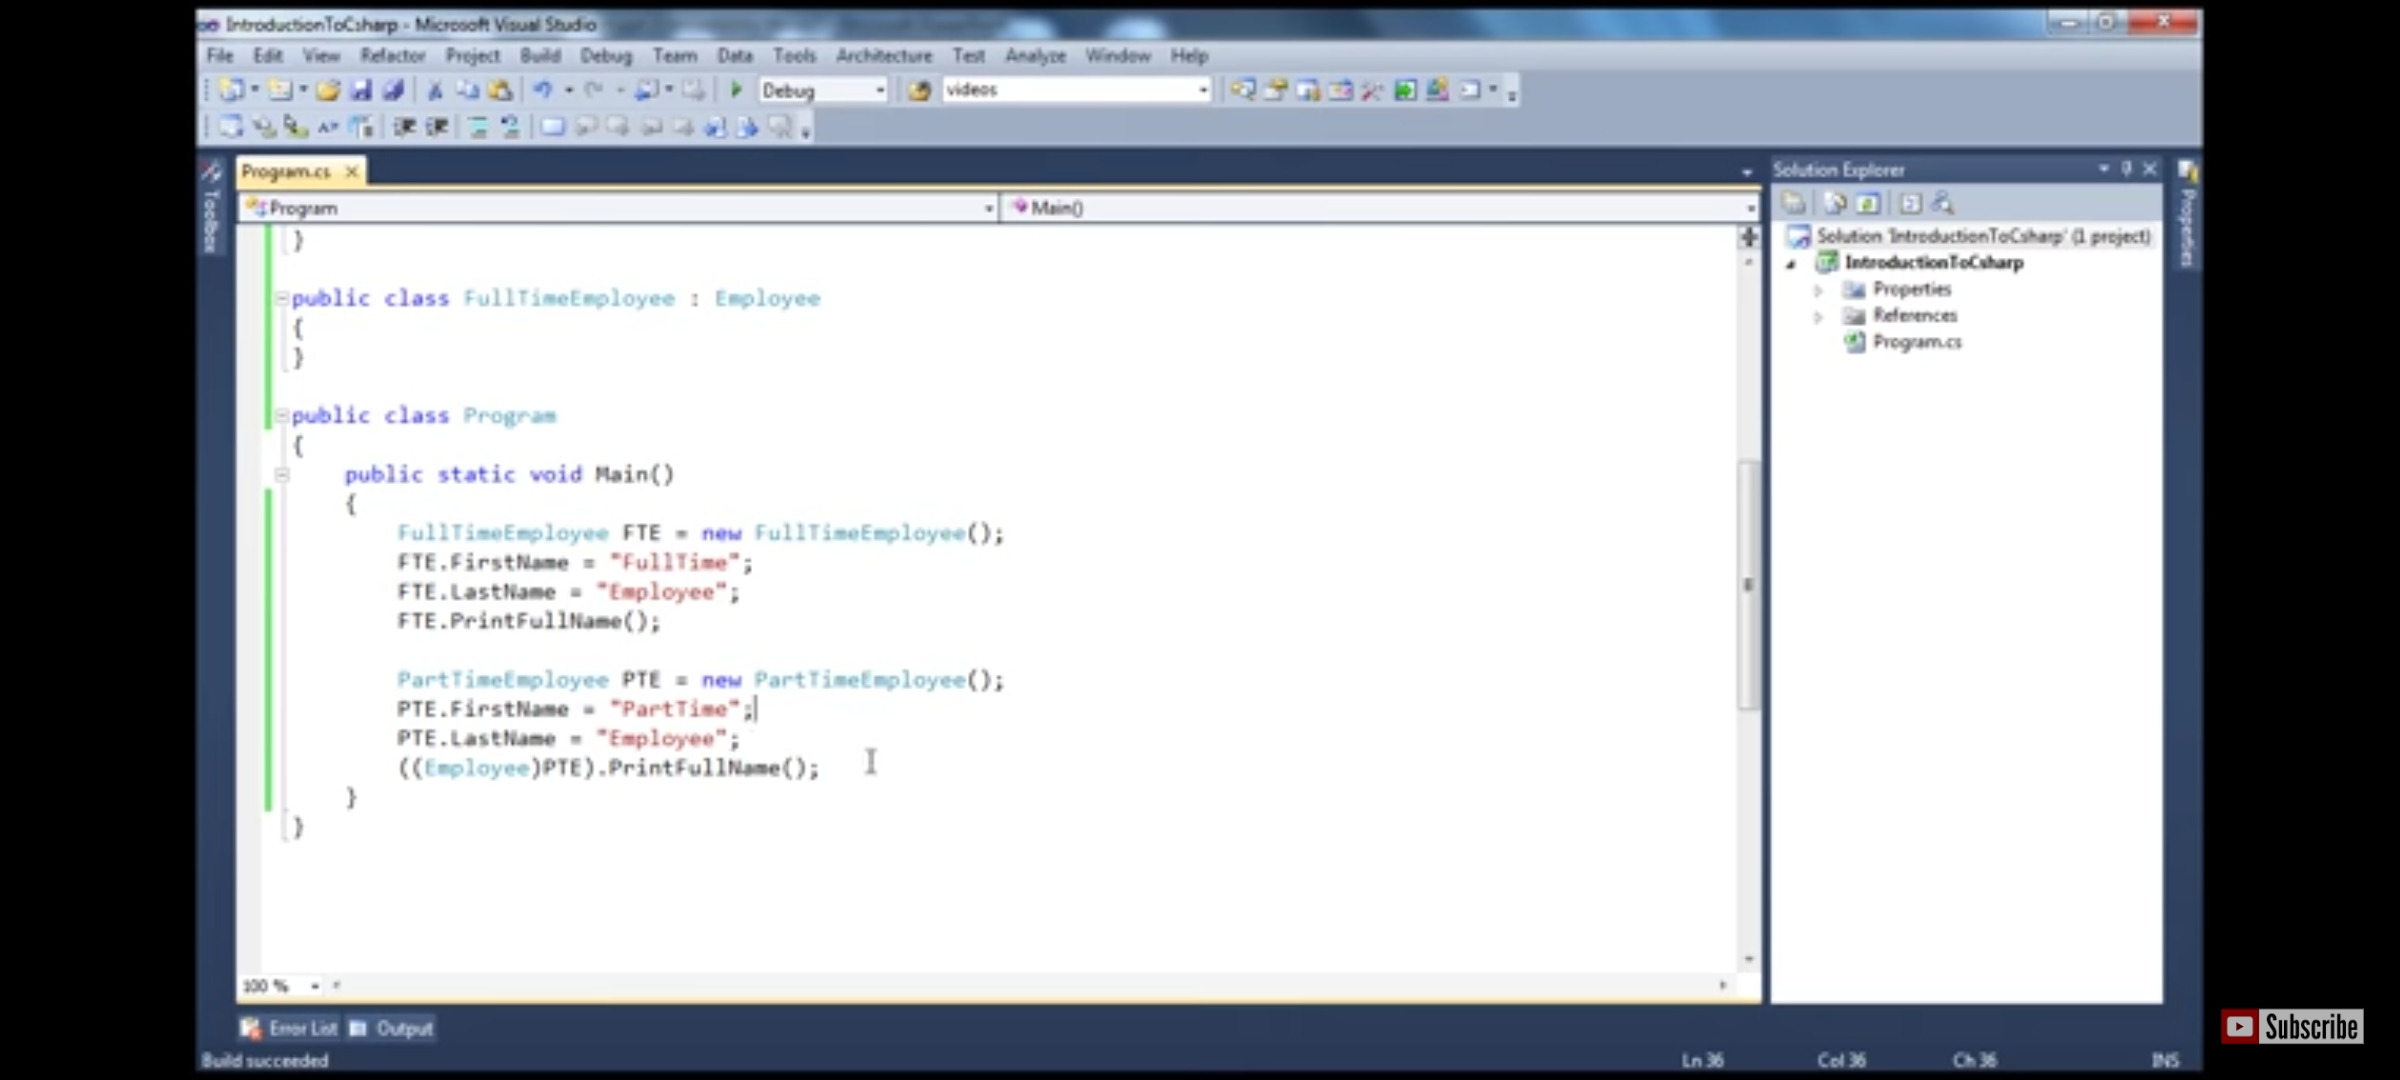 IntroductionToCsharp - Microsoft Visual Studio
File Edit View Refactor Project Build Debug Team Data Tools Architecture Test Analyze Window Help
Debug videos
Toolbox
Program.cs
Program Main()
}
public class FullTimeEmployee : Employee
{
}
public class Program
{
public static void Main()
{
FullTimeEmployee FTE = new FullTimeEmployee();
FTE.FirstName = "FullTime";
FTE.LastName = "Employee";
FTE.PrintFullName();
PartTimeEmployee PTE = new PartTimeEmployee();
PTE.FirstName = "PartTime";
PTE.LastName = "Employee";
((Employee)PTE).PrintFullName();
}
}
100 %
Solution Explorer
Solution 'IntroductionToCsharp' (1 project)
IntroductionToCsharp
Properties
References
Program.cs
Properties
Error List Output
Build succeeded
Ln 36 Col 36 Ch 36 INS
Subscribe